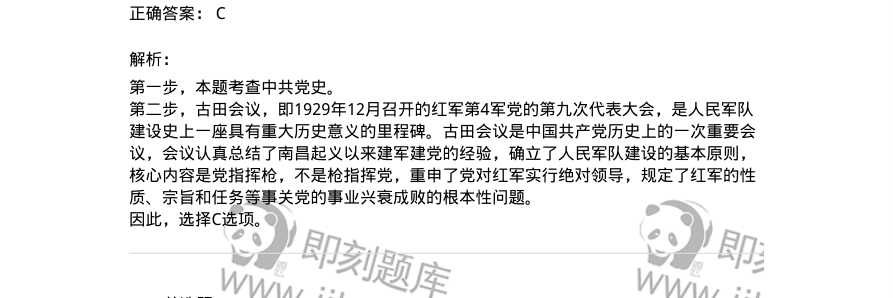 正确答案： C
解析：
第一步，本题考查中共党史。
第二步，古田会议，即1929年12月召开的红军第4军党的第九次代表大会，是人民军队
建设史上一座具有重大历史意义的里程碑。古田会议是中国共产党历史上的一次重要会
议，会议认真总结了南昌起义以来建军建党的经验，确立了人民军队建设的基本原则，
核心内容是党指挥枪，不是枪指挥党，重申了党对红军实行绝对领导，规定了红军的性
质、宗旨和任务等事关党的事业兴衰成败的根本性问题。
因此，选择C选项。
即刻题库
即刻题